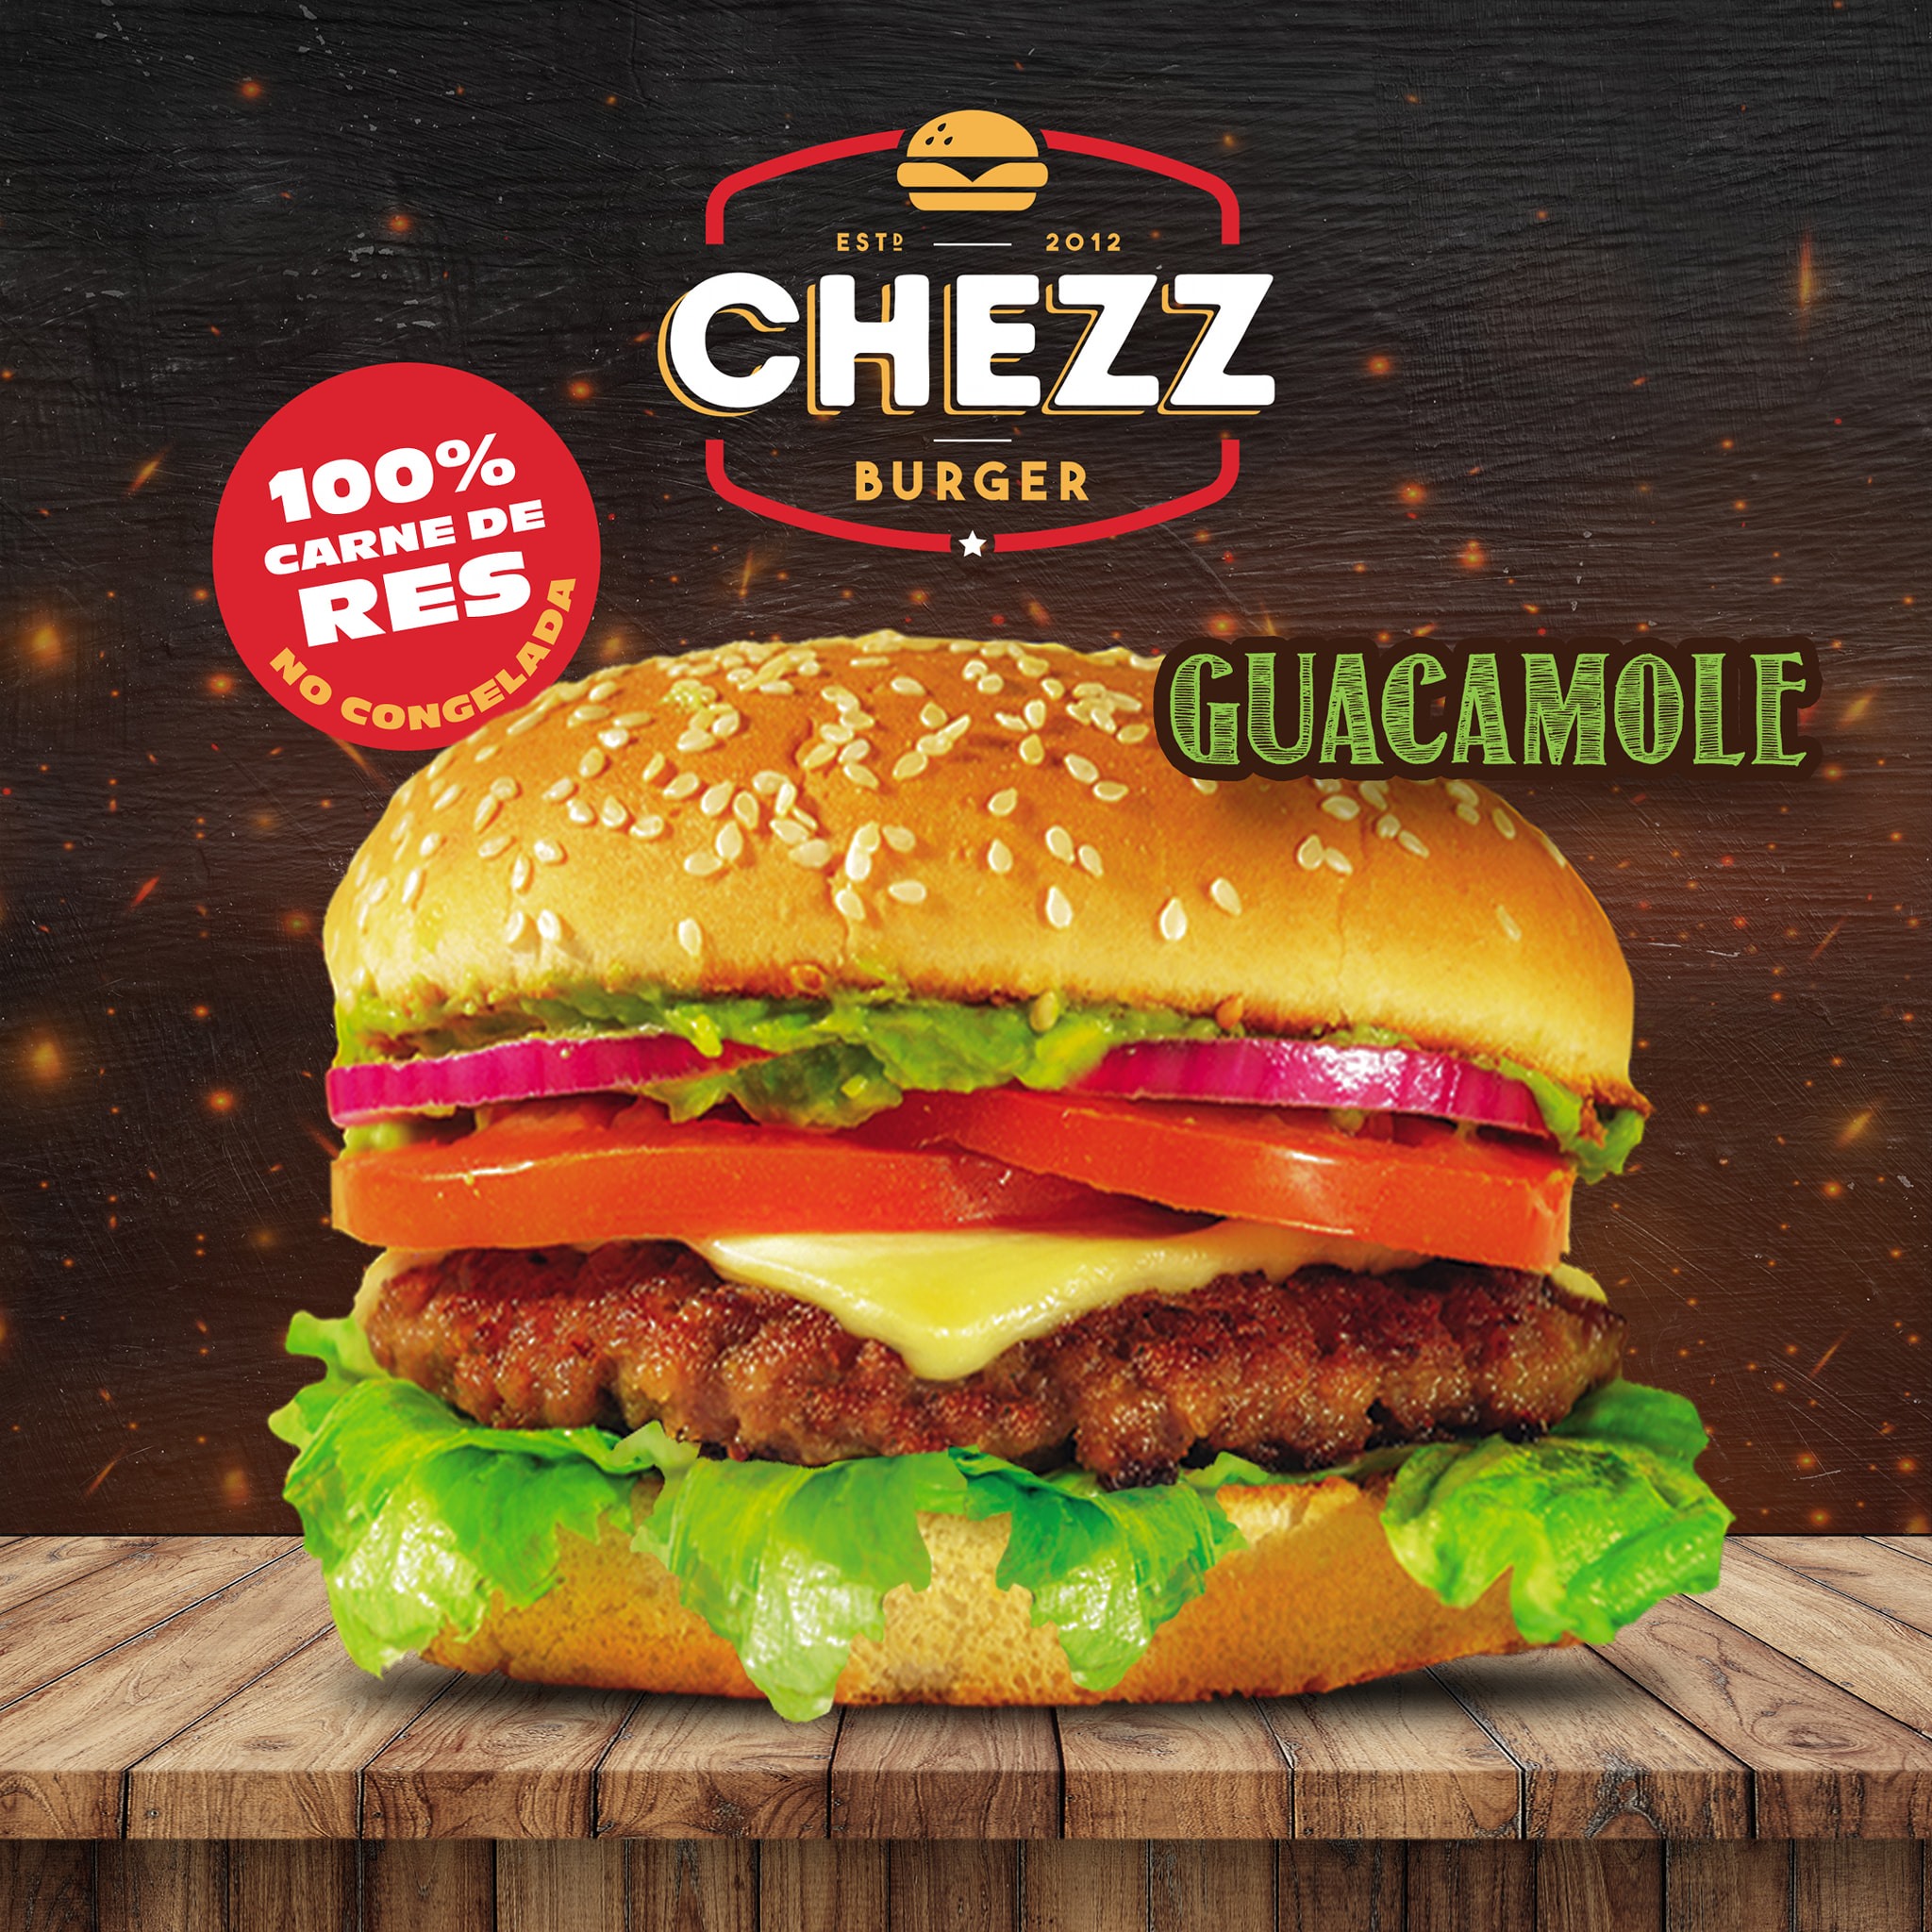 ESTD 2012
CHEZZ
BURGER
100%
CARNE DE
RES
NO CONGELADA
GUACAMOLE